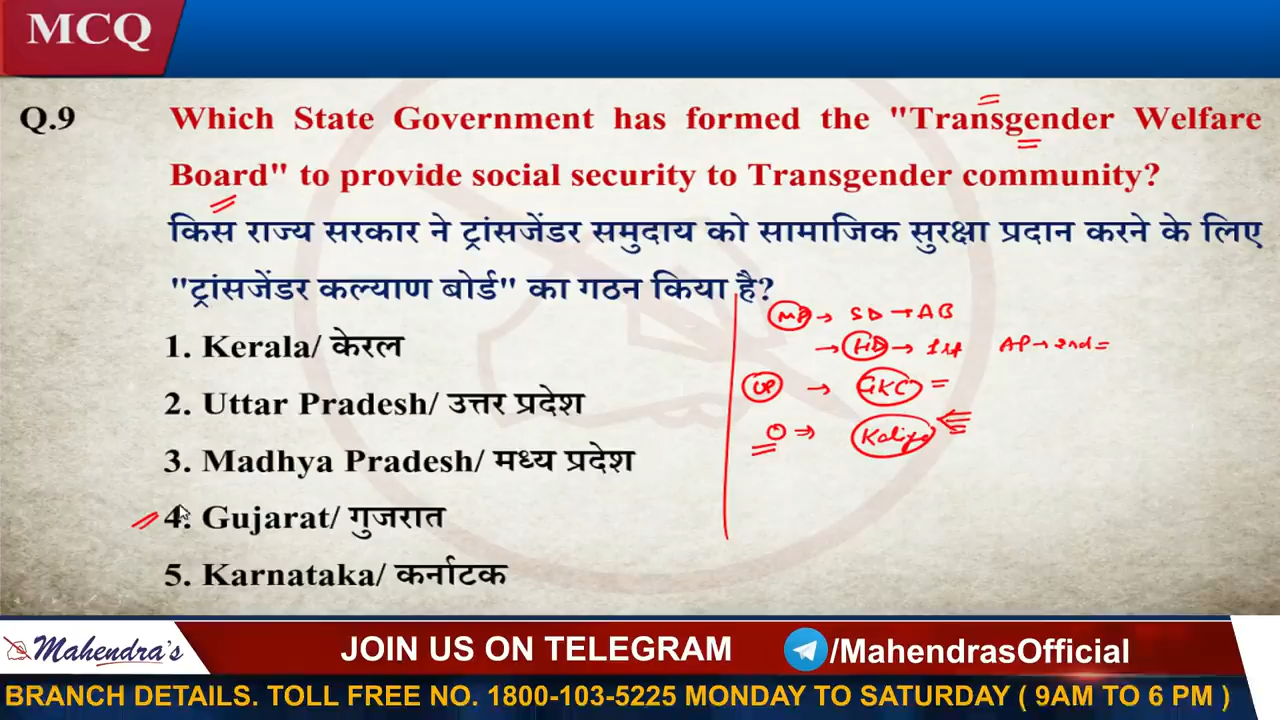 MCQ
Q.9 Which State Government has formed the "Transgender Welfare
Board" to provide social security to Transgender community?
किस राज्य सरकार ने ट्रांसजेंडर समुदाय को सामाजिक सुरक्षा प्रदान करने के लिए
"ट्रांसजेंडर कल्याण बोर्ड" का गठन किया है?
MP → SD → AB
1. Kerala/ केरल
→ HD → 1st AP → 2nd =
2. Uttar Pradesh/ उत्तर प्रदेश
UP → GKC =
3. Madhya Pradesh/ मध्य प्रदेश
O ⇒
4. Gujarat/ गुजरात
5. Karnataka/ कर्नाटक
Mahendra's
JOIN US ON TELEGRAM /MahendrasOfficial
BRANCH DETAILS. TOLL FREE NO. 1800-103-5225 MONDAY TO SATURDAY ( 9AM TO 6 PM )